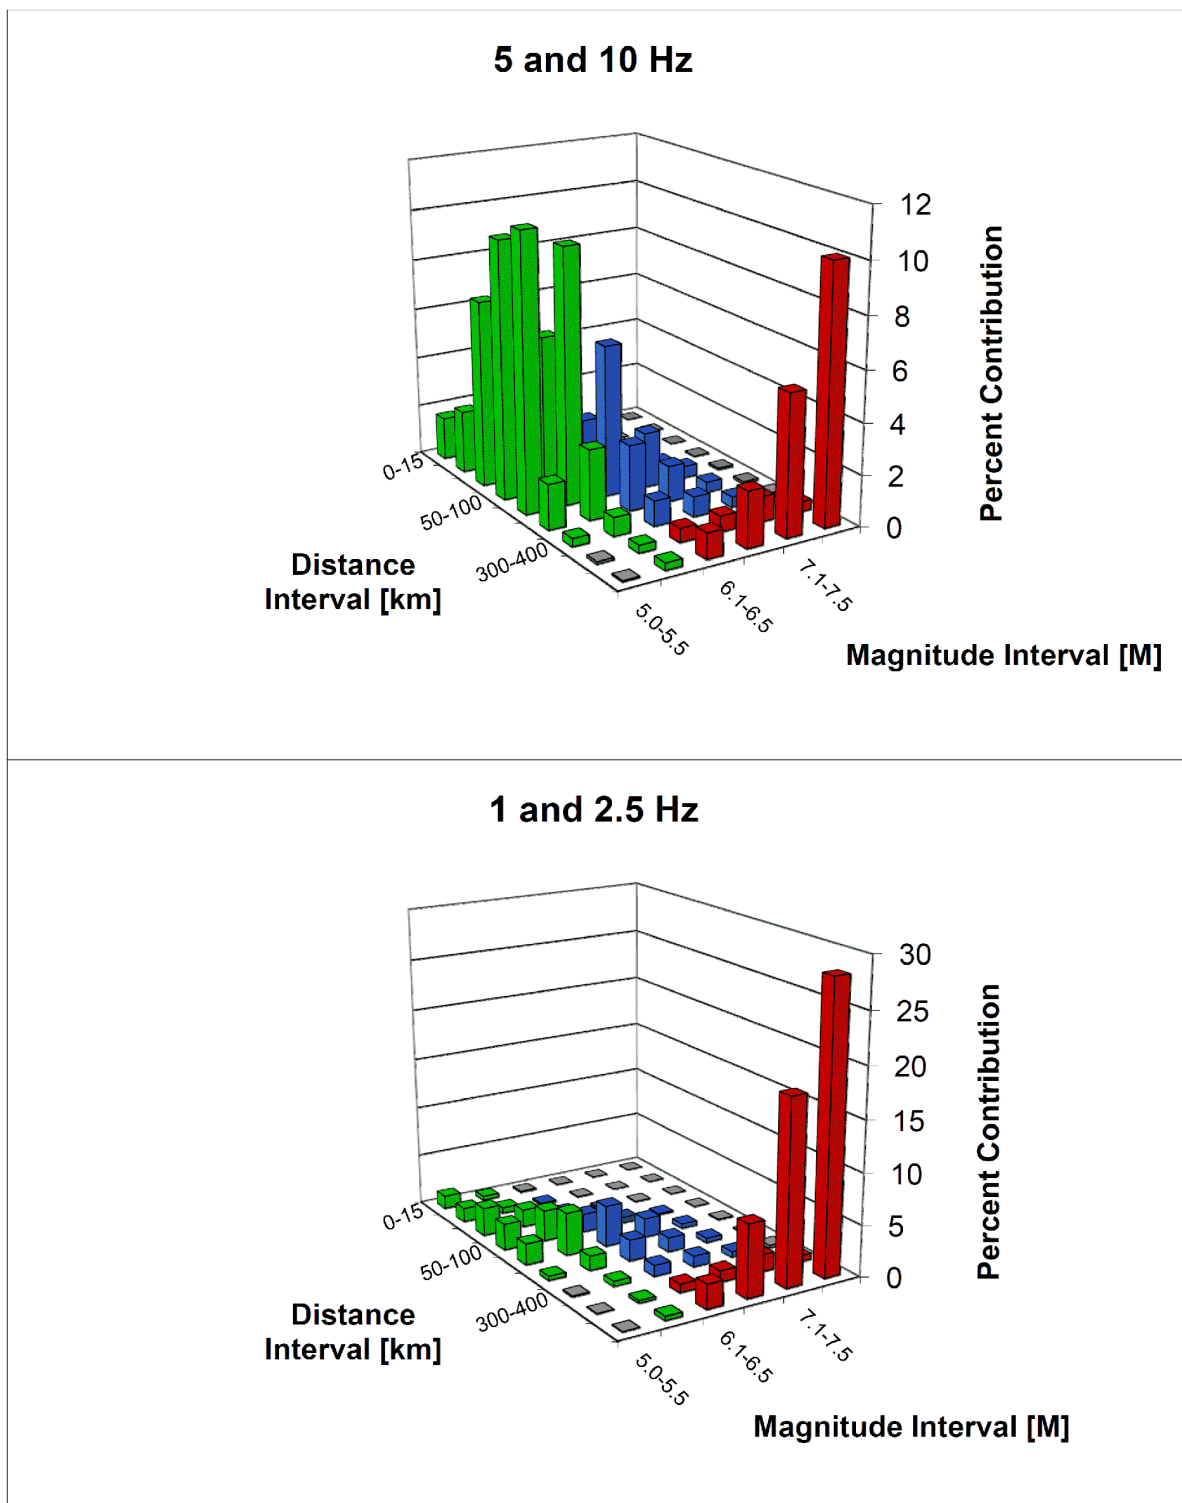 5 and 10 Hz
12
10
8
6
4
2
0
Percent Contribution
0-15
50-100
300-400
Distance
Interval [km]
5.0-5.5
6.1-6.5
7.1-7.5
Magnitude Interval [M]
1 and 2.5 Hz
30
25
20
15
10
5
0
Percent Contribution
0-15
50-100
300-400
Distance
Interval [km]
5.0-5.5
6.1-6.5
7.1-7.5
Magnitude Interval [M]